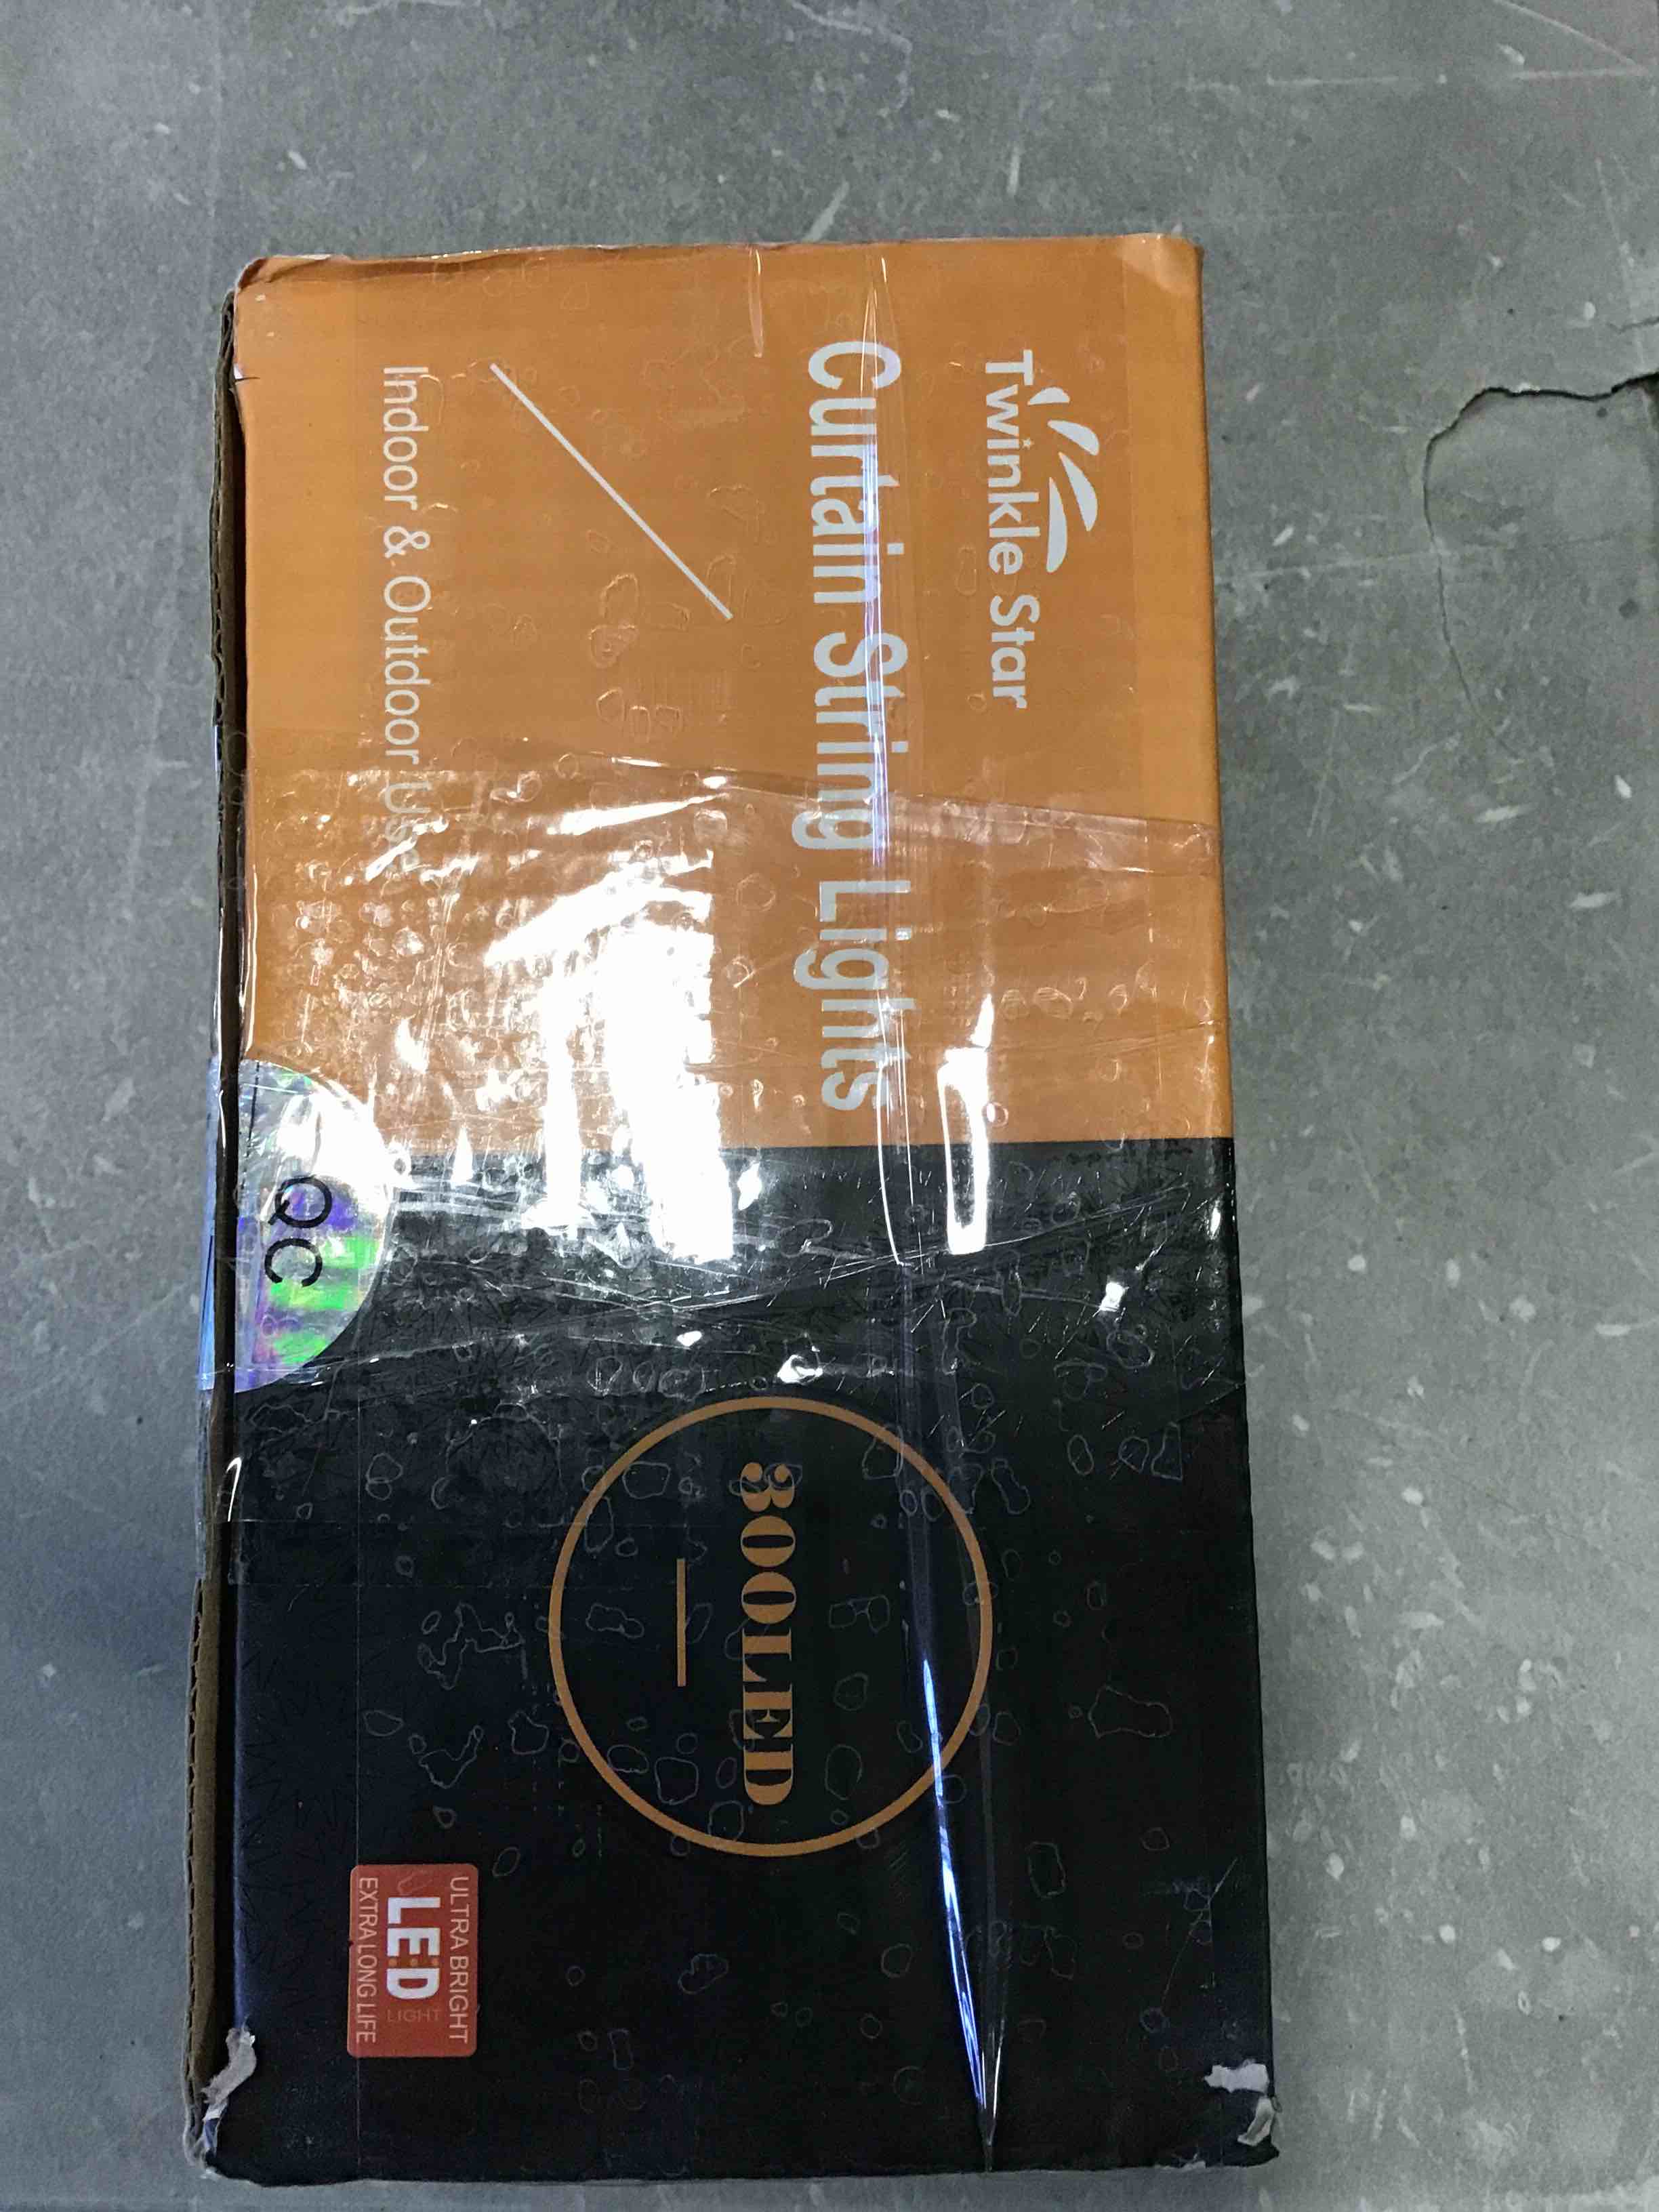 Twinkle Star
Curtain String Lights
Indoor & Outdoor Use
QC
300LED
ULTRA BRIGHT
LED
LIGHT
EXTRA LONG LIFE